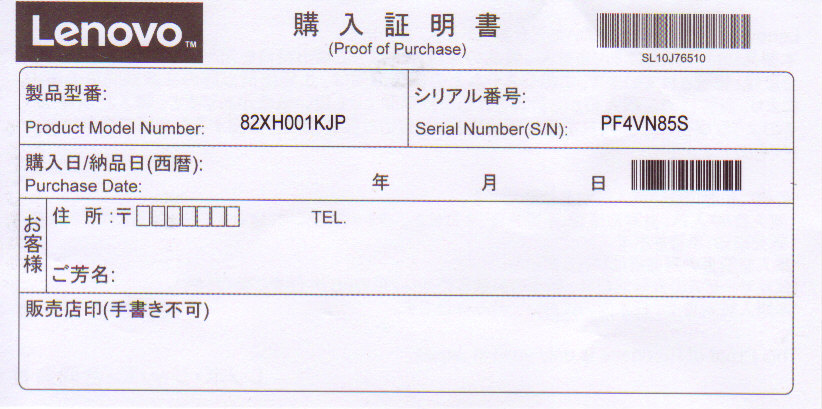 Lenovo™
購入証明書
(Proof of Purchase)
SL10J76510
製品型番:
Product Model Number: 82XH001KJP
シリアル番号:
Serial Number(S/N): PF4VN85S
購入日/納品日(西暦):
Purchase Date: 年 月 日
お客様
住 所:〒 TEL.
ご芳名:
販売店印(手書き不可)